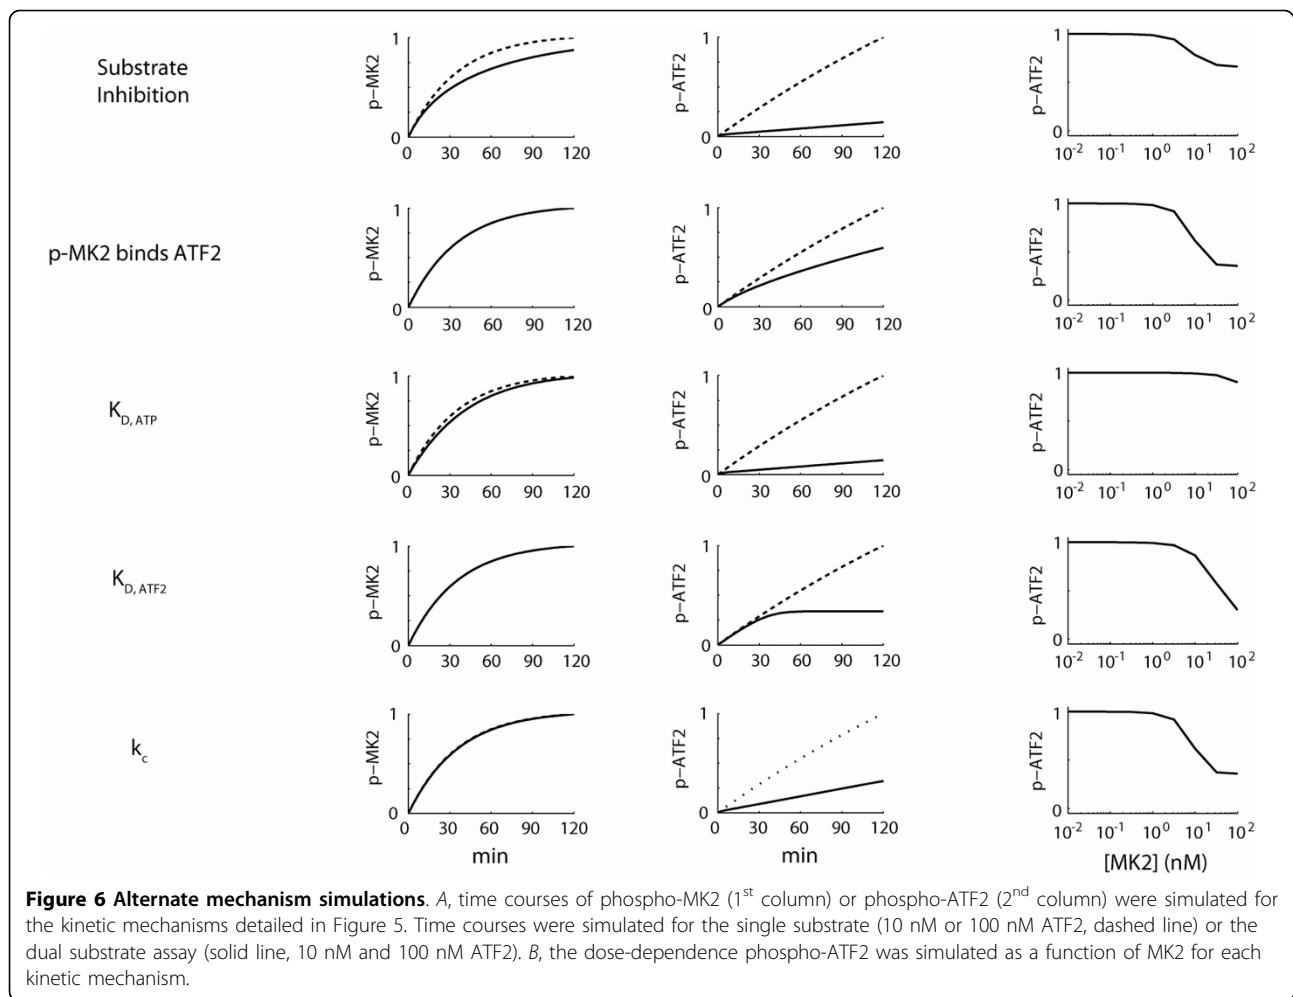 Substrate
Inhibition
p−MK2
1
1
0
0 30 60 90 120
p−ATF2
1
0
0 30 60 90 120
p−ATF2
1
0
10^-2 10^-1 10^0 10^1 10^2
p-MK2 binds ATF2
p−MK2
1
0
0 30 60 90 120
p−ATF2
1
0
0 30 60 90 120
p−ATF2
1
0
10^-2 10^-1 10^0 10^1 10^2
K_D, ATP
p−MK2
1
0
0 30 60 90 120
p−ATF2
1
0
0 30 60 90 120
p−ATF2
1
0
10^-2 10^-1 10^0 10^1 10^2
K_D, ATF2
p−MK2
1
0
0 30 60 90 120
p−ATF2
1
0
0 30 60 90 120
p−ATF2
1
0
10^-2 10^-1 10^0 10^1 10^2
k_c
p−MK2
1
0
0 30 60 90 120
min
p−ATF2
1
0
0 30 60 90 120
min
p−ATF2
1
0
10^-2 10^-1 10^0 10^1 10^2
[MK2] (nM)
Figure 6 Alternate mechanism simulations. A, time courses of phospho-MK2 (1st column) or phospho-ATF2 (2nd column) were simulated for
the kinetic mechanisms detailed in Figure 5. Time courses were simulated for the single substrate (10 nM or 100 nM ATF2, dashed line) or the
dual substrate assay (solid line, 10 nM and 100 nM ATF2). B, the dose-dependence phospho-ATF2 was simulated as a function of MK2 for each
kinetic mechanism.